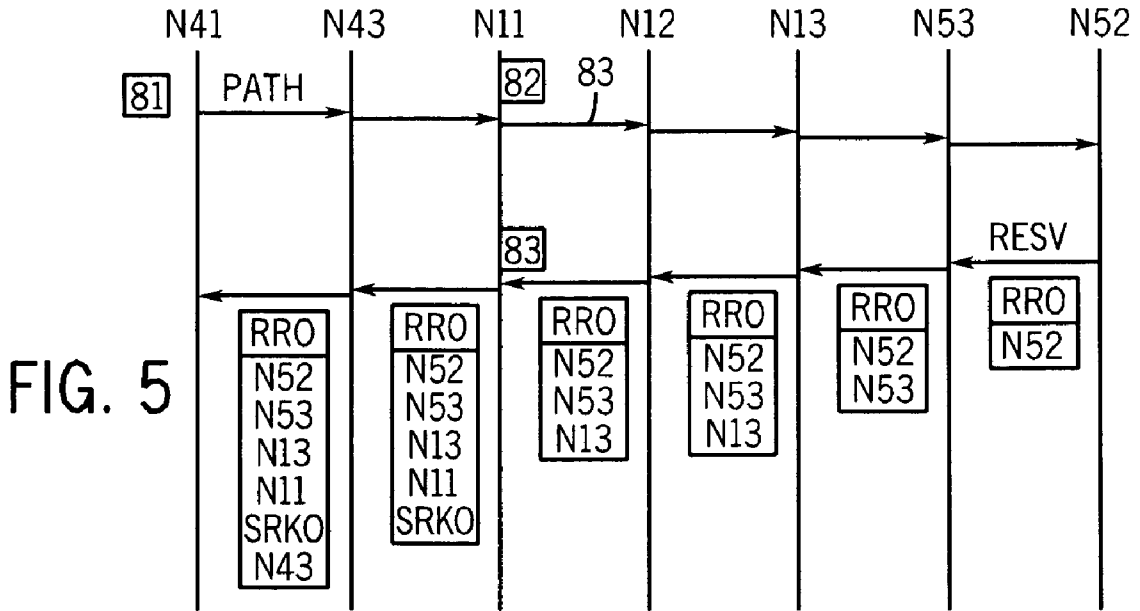 N41 N43 N11 N12 N13 N53 N52
81 PATH 82 83
83 RESV
RRO RRO RRO RRO RRO RRO
N52 N52 N52 N52 N52 N52
N53 N53 N53 N53 N53
N13 N13 N13 N13
N11 N11
SRKO SRKO
N43
FIG. 5